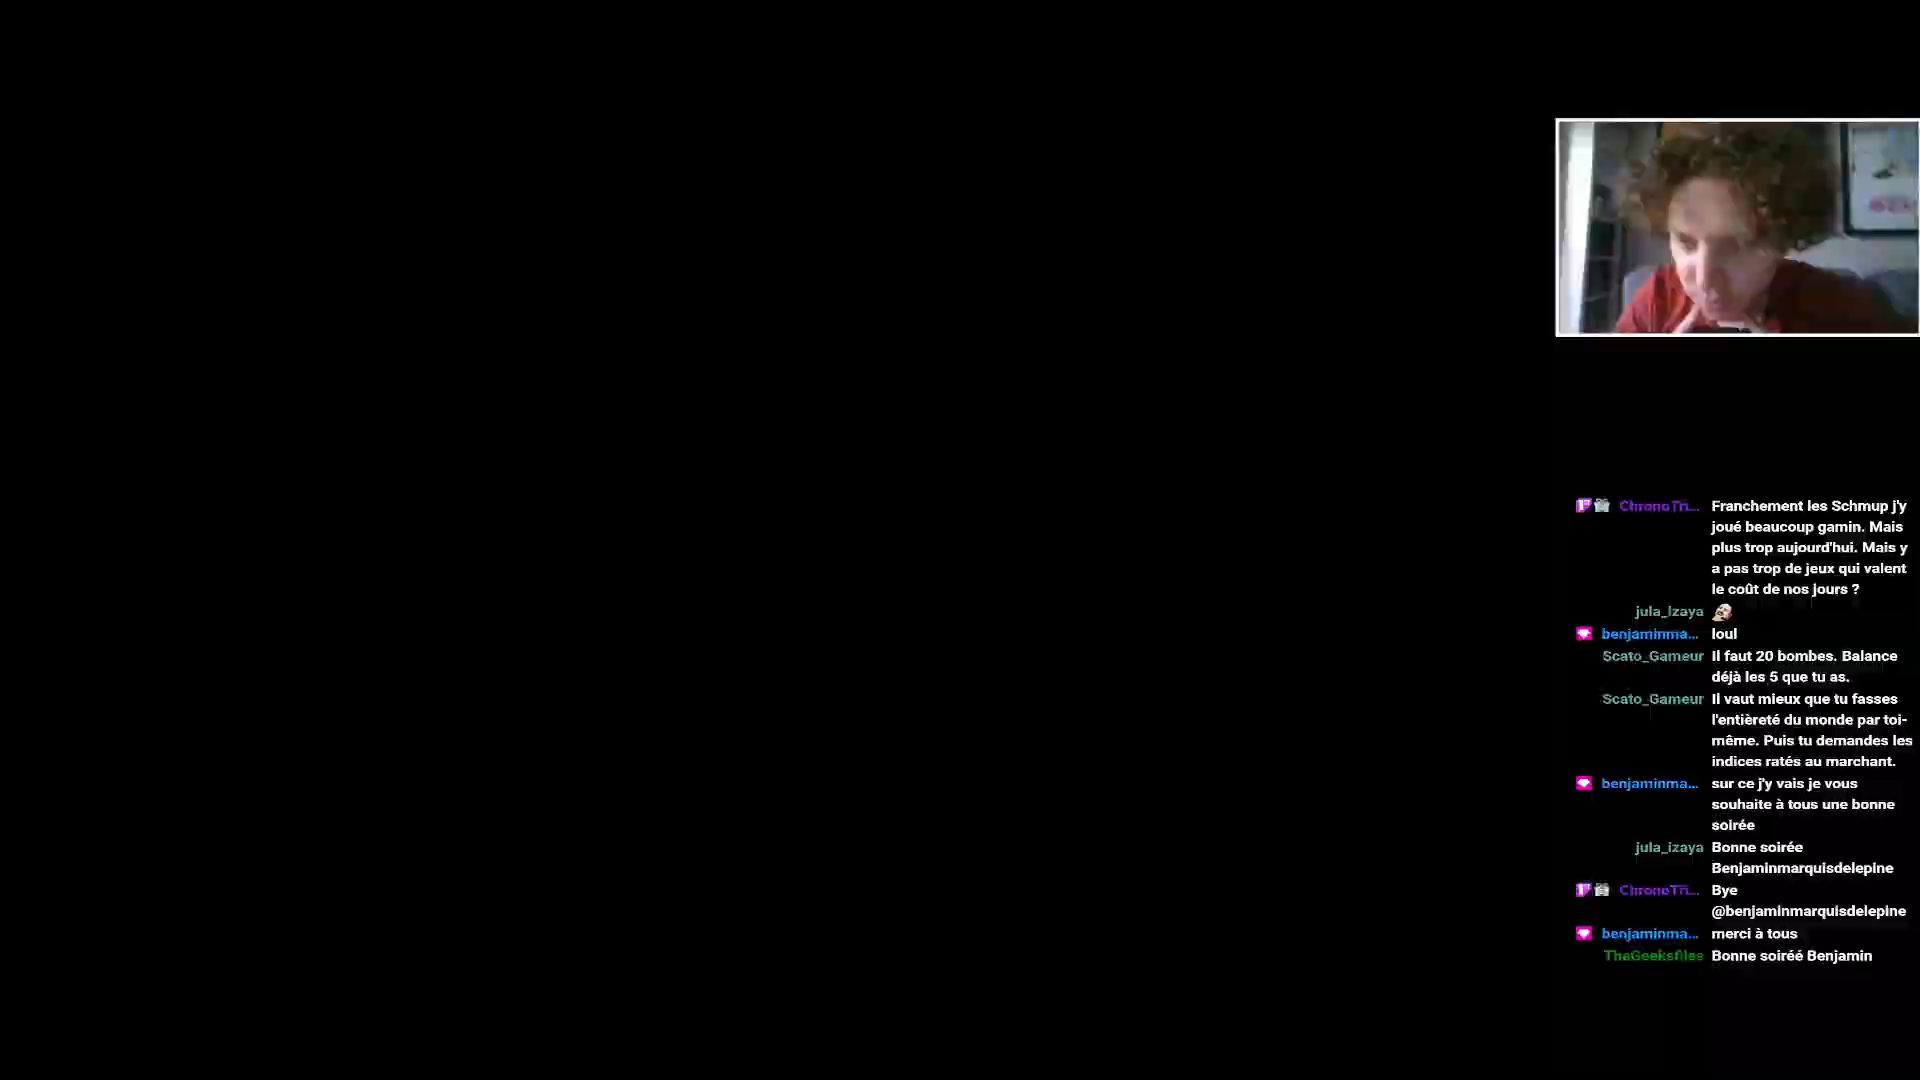 ChronoTri... Franchement les Schmup j'y
joué beaucoup gamin. Mais
plus trop aujourd'hui. Mais y
a pas trop de jeux qui valent
le coût de nos jours ?
jula_izaya
benjaminma... loul
Scato_Gameur Il faut 20 bombes. Balance
déjà les 5 que tu as.
Scato_Gameur Il vaut mieux que tu fasses
l'entièreté du monde par toi-
même. Puis tu demandes les
indices ratés au marchant.
benjaminma... sur ce j'y vais je vous
souhaite à tous une bonne
soirée
jula_izaya Bonne soirée
Benjaminmarquisdelepine
ChronoTri... Bye
@benjaminmarquisdelepine
benjaminma... merci à tous
ThaGeeksfiles Bonne soiréé Benjamin